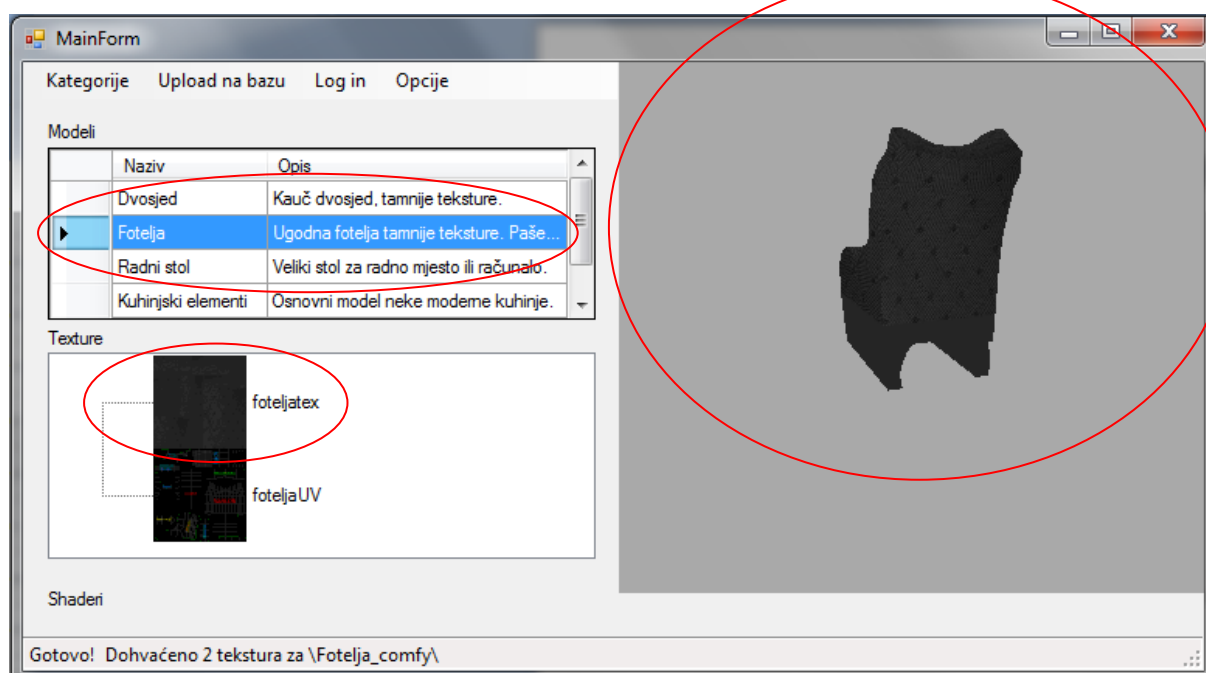 MainForm
Kategorije Upload na bazu Log in Opcije
Modeli
Naziv Opis
Dvosjed Kauč dvosjed, tamnije teksture.
Fotelja Ugodna fotelja tamnije teksture. Paše...
Radni stol Veliki stol za radno mjesto ili računalo.
Kuhinjski elementi Osnovni model neke moderne kuhinje.
Texture
foteljatex
foteljaUV
Shaderi
Gotovo! Dohvaćeno 2 tekstura za \Fotelja_comfy\